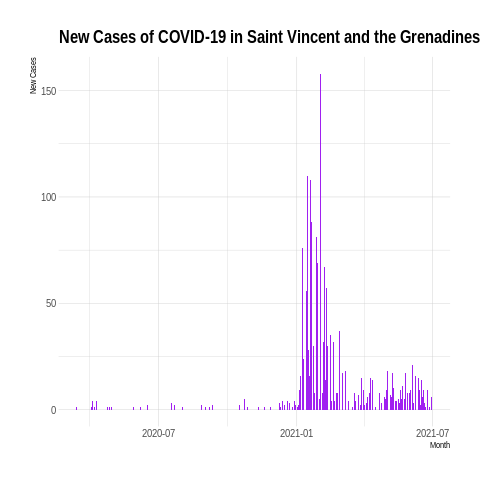 New Cases of COVID-19 in Saint Vincent and the Grenadines
New Cases
150
100
50
0
2020-07
2021-01
2021-07
Month